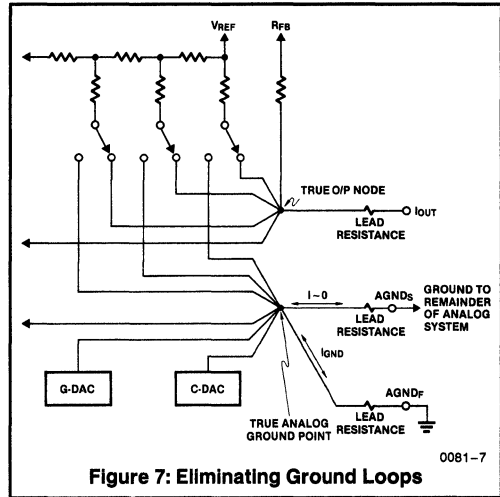 VREF
RFB
TRUE O/P NODE
IOUT
LEAD
RESISTANCE
I~0
AGNDS
GROUND TO
REMAINDER
OF ANALOG
SYSTEM
LEAD
RESISTANCE
IGND
G-DAC
C-DAC
AGNDF
LEAD
RESISTANCE
TRUE ANALOG
GROUND POINT
0081–7
Figure 7: Eliminating Ground Loops